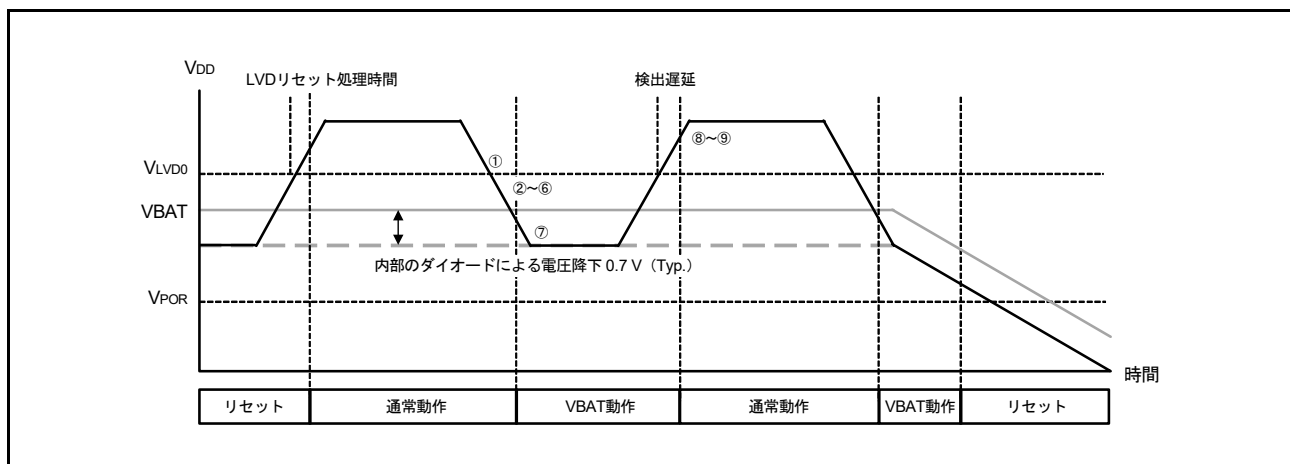 VDD
LVDリセット処理時間
検出遅延
①
⑧~⑨
VLVD0
②~⑥
VBAT
⑦
内部のダイオードによる電圧降下 0.7 V（Typ.）
VPOR
時間
リセット
通常動作
VBAT動作
通常動作
VBAT動作
リセット